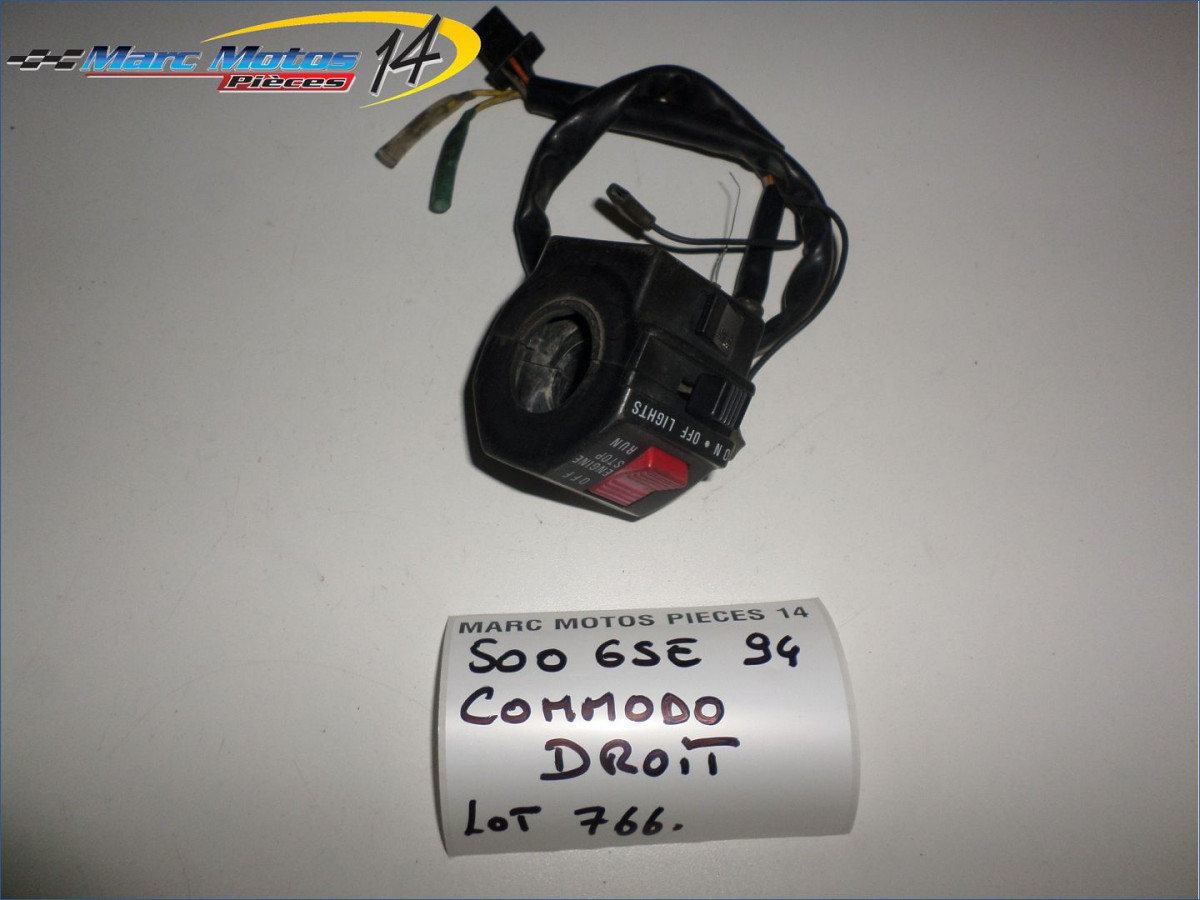 Marc Motos 14
Pièces
ON • OFF LIGHTS
RUN
ENGINE STOP
OFF
MARC MOTOS PIECES 14
500 GSE 94
COMMODO
DROIT
LOT 766.